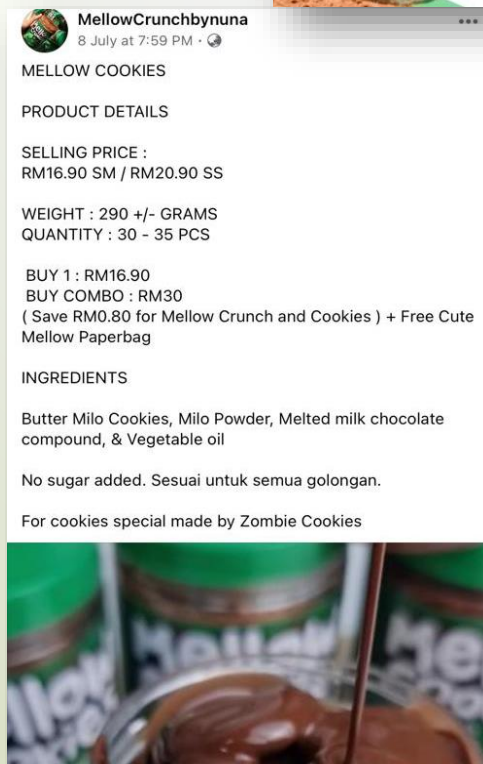 MellowCrunchbynuna
8 July at 7:59 PM ·
MELLOW COOKIES
PRODUCT DETAILS
SELLING PRICE :
RM16.90 SM / RM20.90 SS
WEIGHT : 290 +/- GRAMS
QUANTITY : 30 - 35 PCS
BUY 1 : RM16.90
BUY COMBO : RM30
( Save RM0.80 for Mellow Crunch and Cookies ) + Free Cute
Mellow Paperbag
INGREDIENTS
Butter Milo Cookies, Milo Powder, Melted milk chocolate
compound, & Vegetable oil
No sugar added. Sesuai untuk semua golongan.
For cookies special made by Zombie Cookies
Mellow